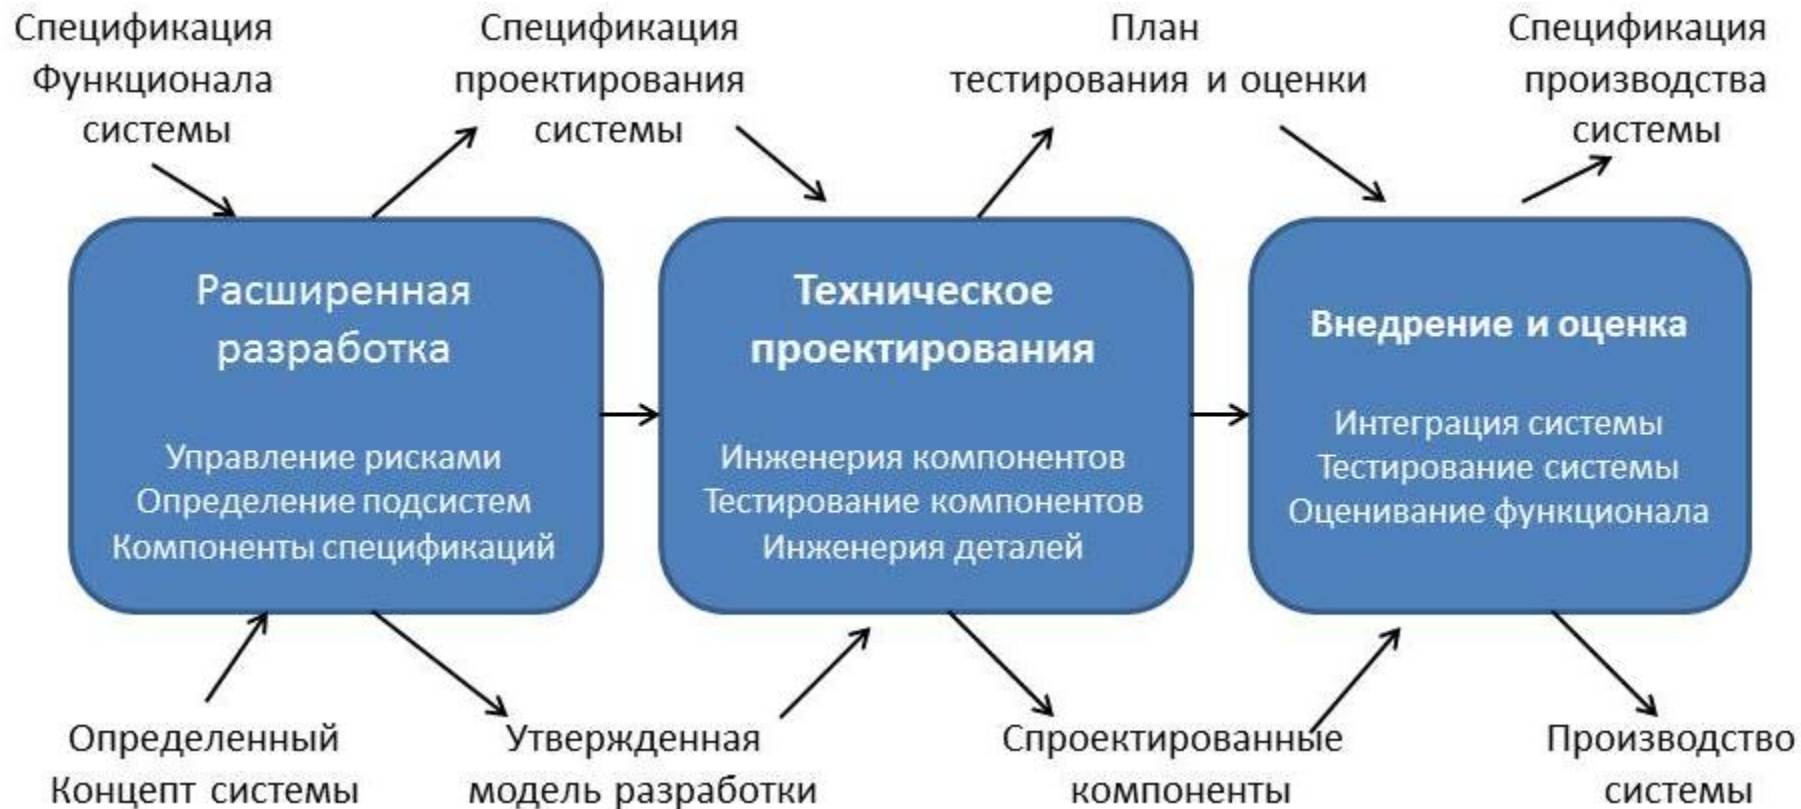 Спецификация
Функционала
системы
Спецификация
проектирования
системы
План
тестирования и оценки
Спецификация
производства
системы
Расширенная
разработка
Управление рисками
Определение подсистем
Компоненты спецификаций
Техническое
проектирования
Инженерия компонентов
Тестирование компонентов
Инженерия деталей
Внедрение и оценка
Интеграция системы
Тестирование системы
Оценивание функционала
Определенный
Концепт системы
Утвержденная
модель разработки
Спроектированные
компоненты
Производство
системы